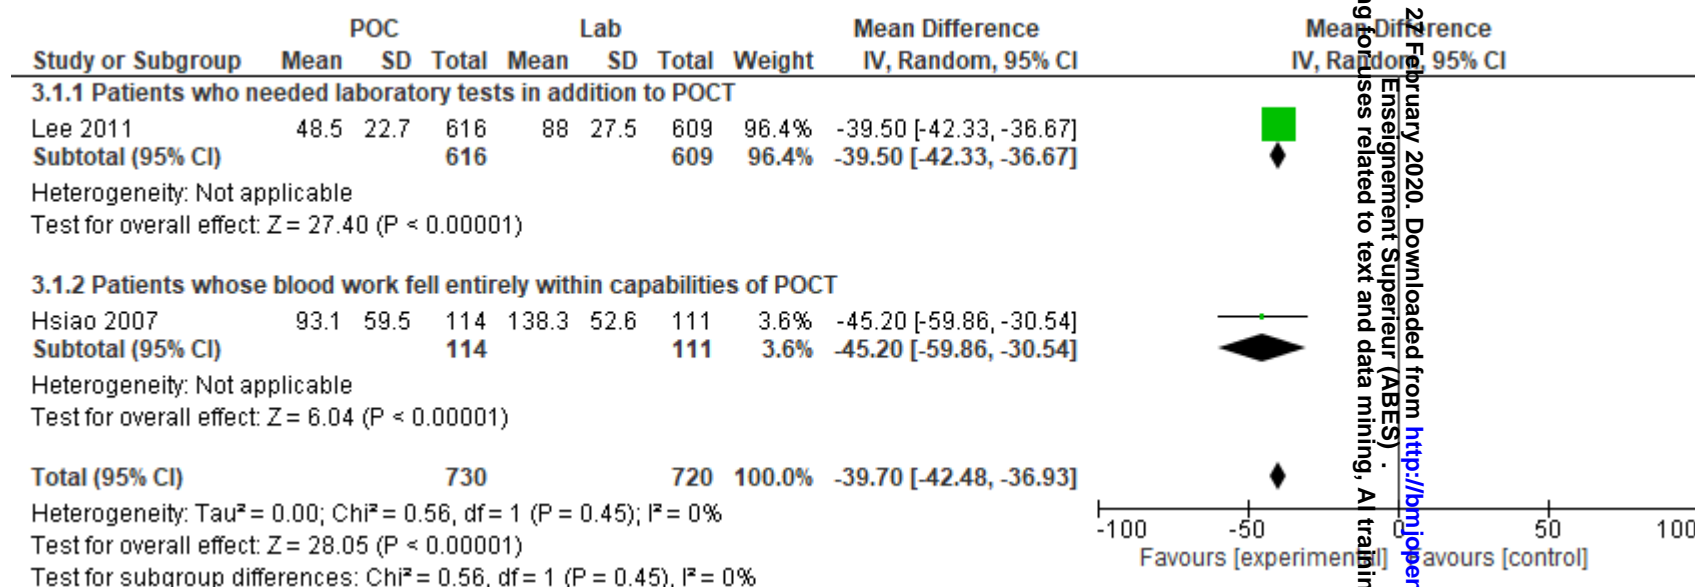 POC Lab Mean Difference Mean Difference
Study or Subgroup Mean SD Total Mean SD Total Weight IV, Random, 95% CI IV, Random, 95% CI
3.1.1 Patients who needed laboratory tests in addition to POCT
Lee 2011 48.5 22.7 616 88 27.5 609 96.4% -39.50 [-42.33, -36.67]
Subtotal (95% CI) 616 609 96.4% -39.50 [-42.33, -36.67]
Heterogeneity: Not applicable
Test for overall effect: Z = 27.40 (P < 0.00001)
3.1.2 Patients whose blood work fell entirely within capabilities of POCT
Hsiao 2007 93.1 59.5 114 138.3 52.6 111 3.6% -45.20 [-59.86, -30.54]
Subtotal (95% CI) 114 111 3.6% -45.20 [-59.86, -30.54]
Heterogeneity: Not applicable
Test for overall effect: Z = 6.04 (P < 0.00001)
Total (95% CI) 730 720 100.0% -39.70 [-42.48, -36.93]
Heterogeneity: Tau² = 0.00; Chi² = 0.56, df = 1 (P = 0.45); I² = 0%
Test for overall effect: Z = 28.05 (P < 0.00001)
Test for subgroup differences: Chi² = 0.56, df = 1 (P = 0.45), I² = 0%
-100 -50 0 50 100
Favours [experimental] Favours [control]
27 February 2020. Downloaded from http://bmjopen
Enseignement Superieur (ABES) .
for uses related to text and data mining, AI trainin